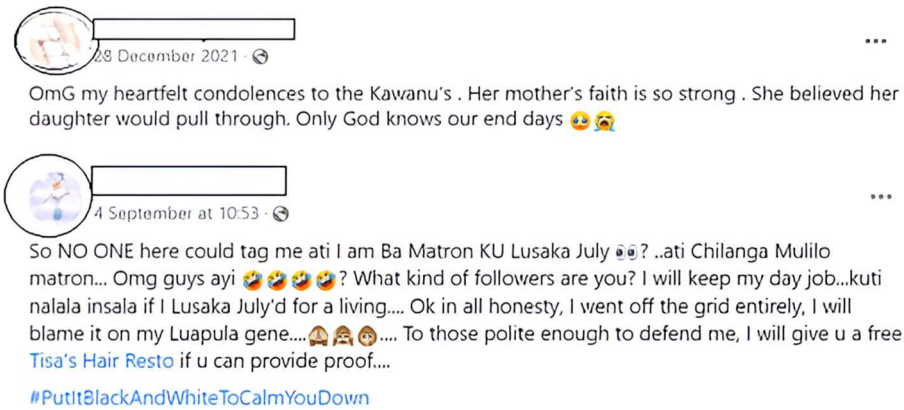 28 December 2021
OmG my heartfelt condolences to the Kawanu's . Her mother's faith is so strong . She believed her
daughter would pull through. Only God knows our end days 🥹😭
4 September at 10:53
So NO ONE here could tag me ati I am Ba Matron KU Lusaka July 👀? ..ati Chilanga Mulilo
matron... Omg guys ayi 🤣🤣🤣🤣? What kind of followers are you? I will keep my day job...kuti
nalala insala if I Lusaka July'd for a living.... Ok in all honesty, I went off the grid entirely, I will
blame it on my Luapula gene....🙈🙈🐵.... To those polite enough to defend me, I will give u a free
Tisa's Hair Resto if u can provide proof....
#PutItBlackAndWhiteToCalmYouDown